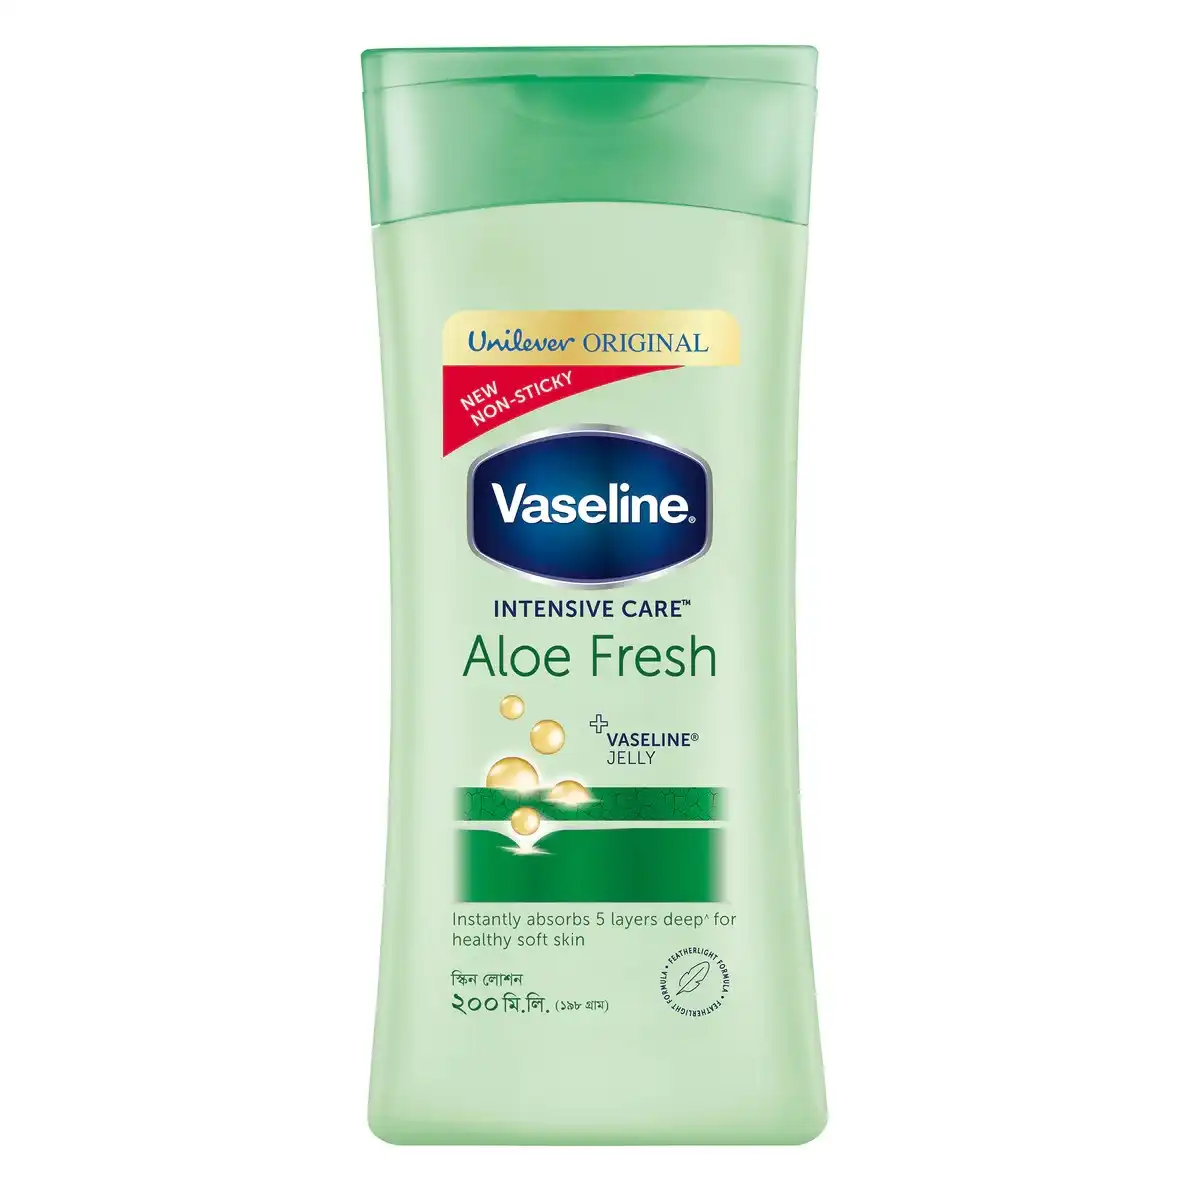 Unilever ORIGINAL
NEW
NON-STICKY
Vaseline®
INTENSIVE CARE™
Aloe Fresh
VASELINE®
JELLY
Instantly absorbs 5 layers deep^ for
healthy soft skin
স্কিন লোশন
২০০ মি.লি. (১৯৮ গ্রাম)
• FEATHERLIGHT FORMULA • FEATHERLIGHT FORMULA